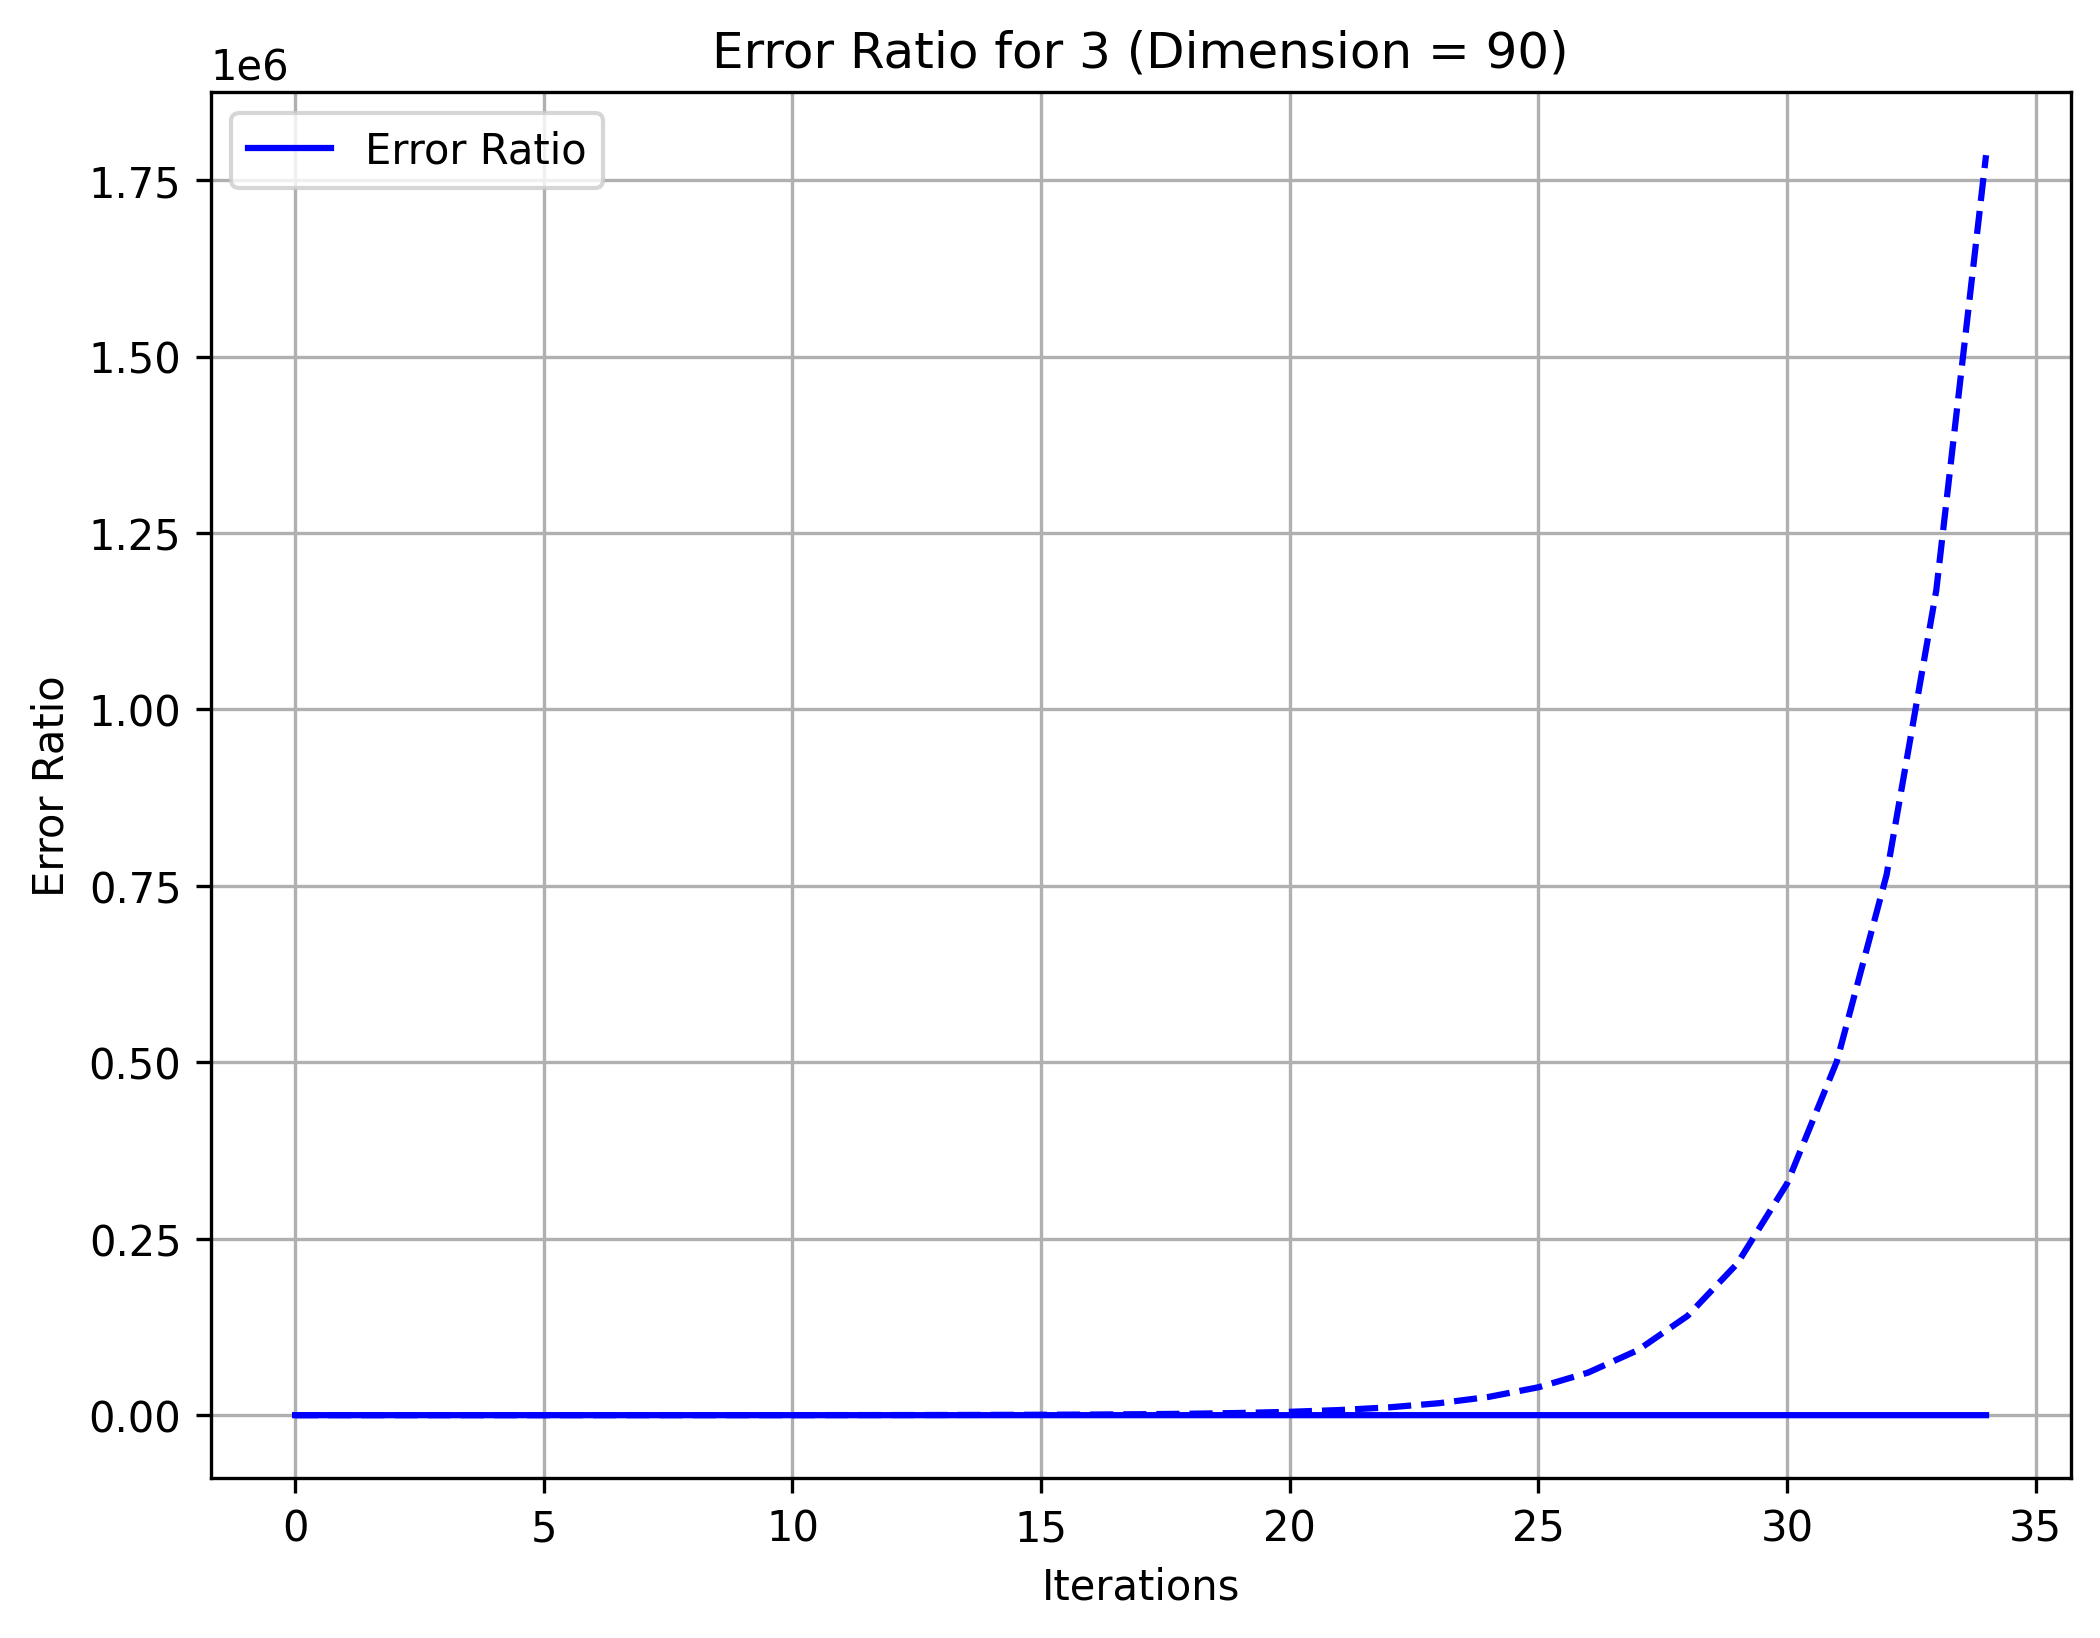 Error Ratio for 3 (Dimension = 90)
1e6
Error Ratio
1.75
1.50
1.25
1.00
0.75
0.50
0.25
0.00
Error Ratio
0 5 10 15 20 25 30 35
Iterations